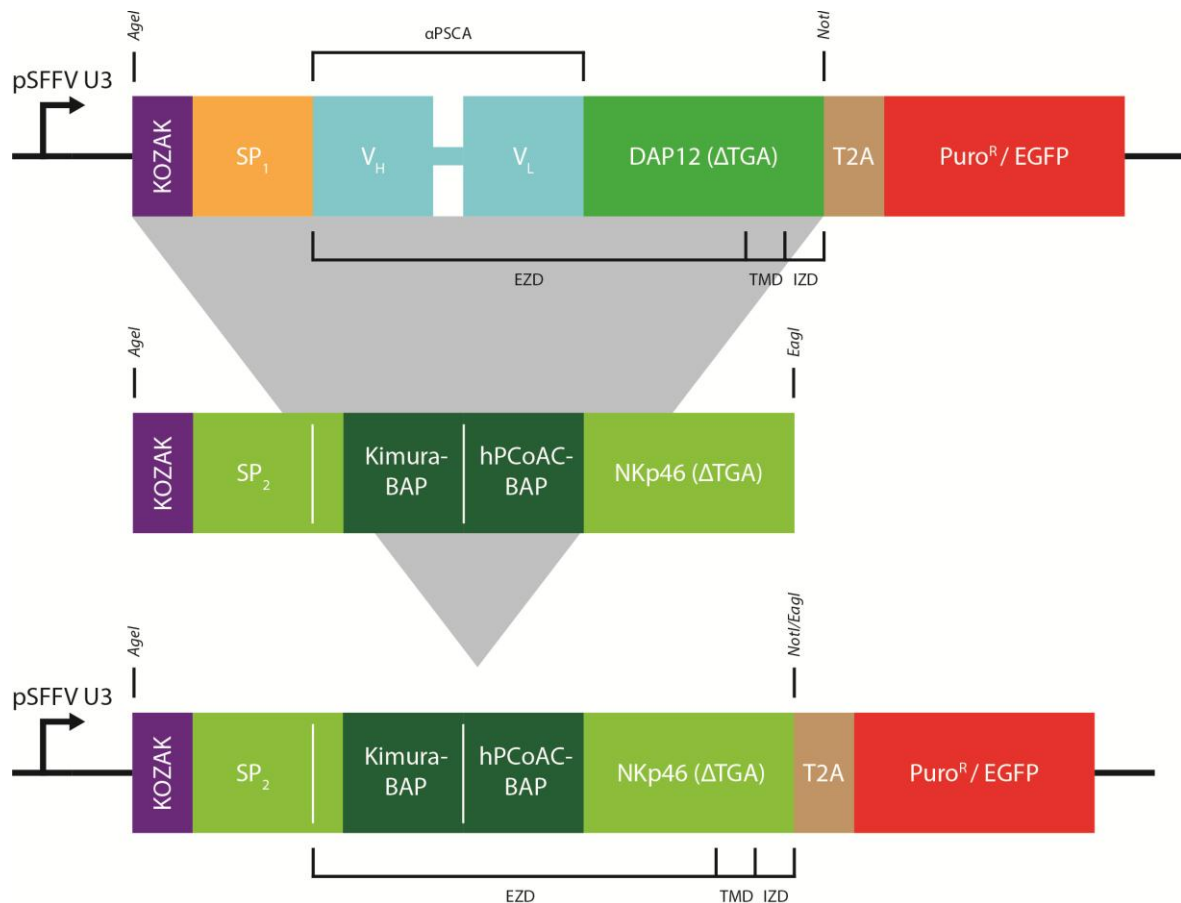 AgeI
αPSCA
NotI
pSFFV U3
KOZAK
SP₁
V_H
V_L
DAP12 (ΔTGA)
T2A
Puroᴿ / EGFP
EZD
TMD
IZD
AgeI
EagI
KOZAK
SP₂
Kimura-
BAP
hPCoAC-
BAP
NKp46 (ΔTGA)
AgeI
NotI/EagI
pSFFV U3
KOZAK
SP₂
Kimura-
BAP
hPCoAC-
BAP
NKp46 (ΔTGA)
T2A
Puroᴿ / EGFP
EZD
TMD
IZD